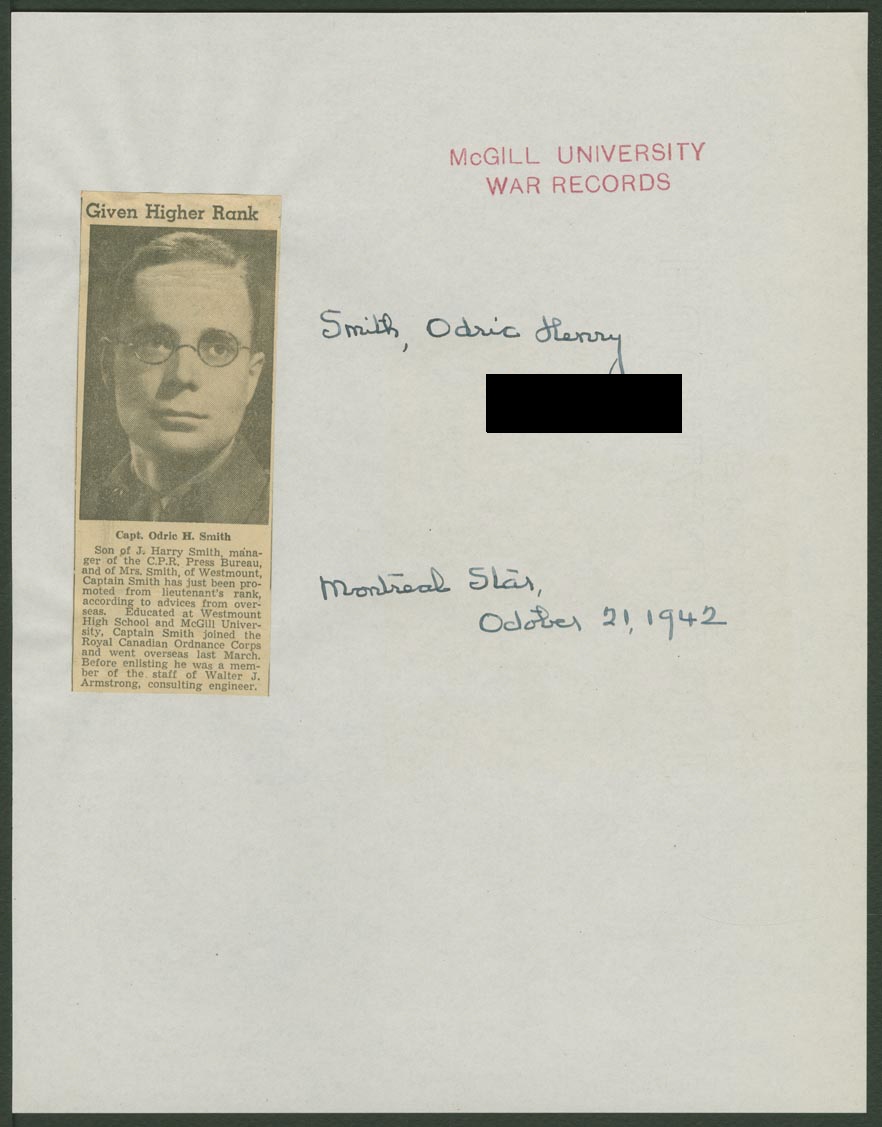 McGILL UNIVERSITY
WAR RECORDS
Given Higher Rank
Smith, Odric Henry
Capt. Odric H. Smith
Son of J. Harry Smith, mana-
ger of the C.P.R. Press Bureau,
and of Mrs. Smith, of Westmount,
Captain Smith has just been pro-
moted from lieutenant's rank,
according to advices from over-
seas. Educated at Westmount
High School and McGill Univer-
sity, Captain Smith joined the
Royal Canadian Ordnance Corps
and went overseas last March.
Before enlisting he was a mem-
ber of the staff of Walter J.
Armstrong, consulting engineer.
Montreal Star,
October 21, 1942